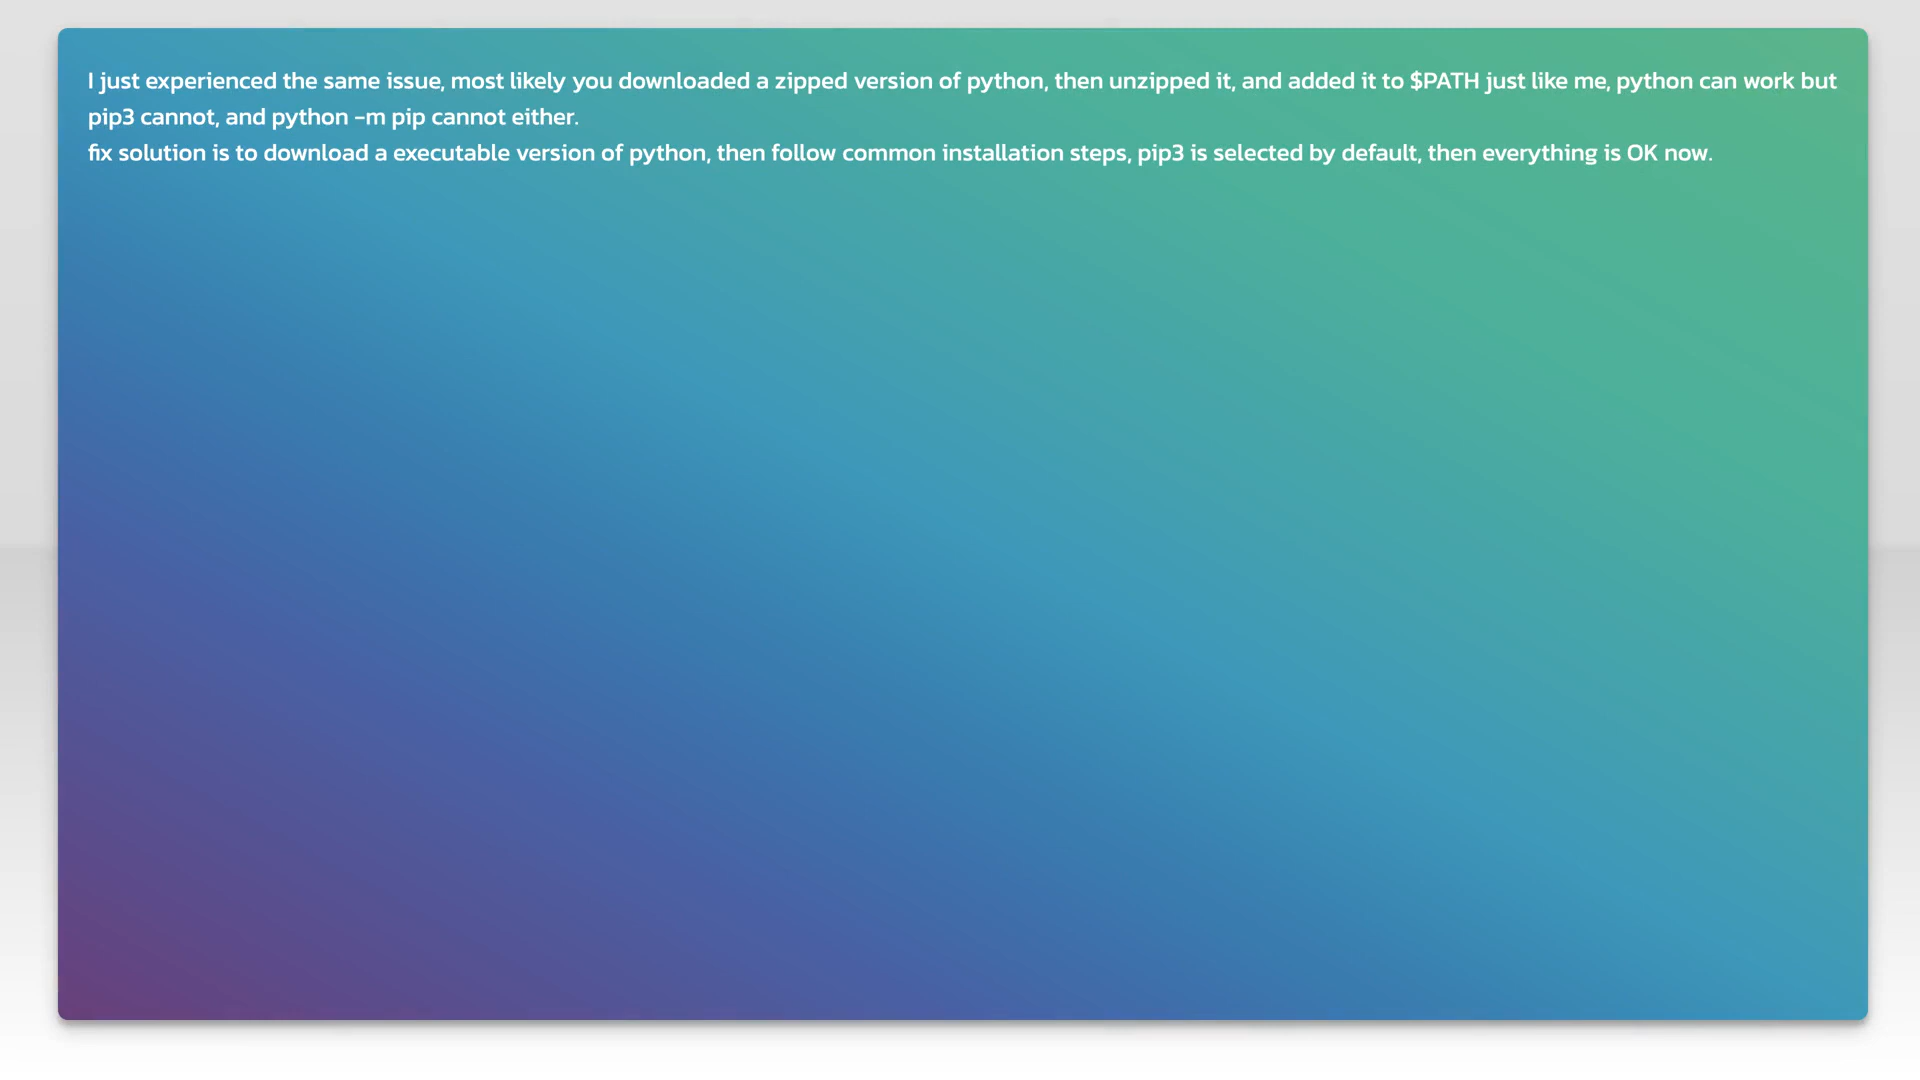 I just experienced the same issue, most likely you downloaded a zipped version of python, then unzipped it, and added it to $PATH just like me, python can work but
pip3 cannot, and python -m pip cannot either.
fix solution is to download a executable version of python, then follow common installation steps, pip3 is selected by default, then everything is OK now.